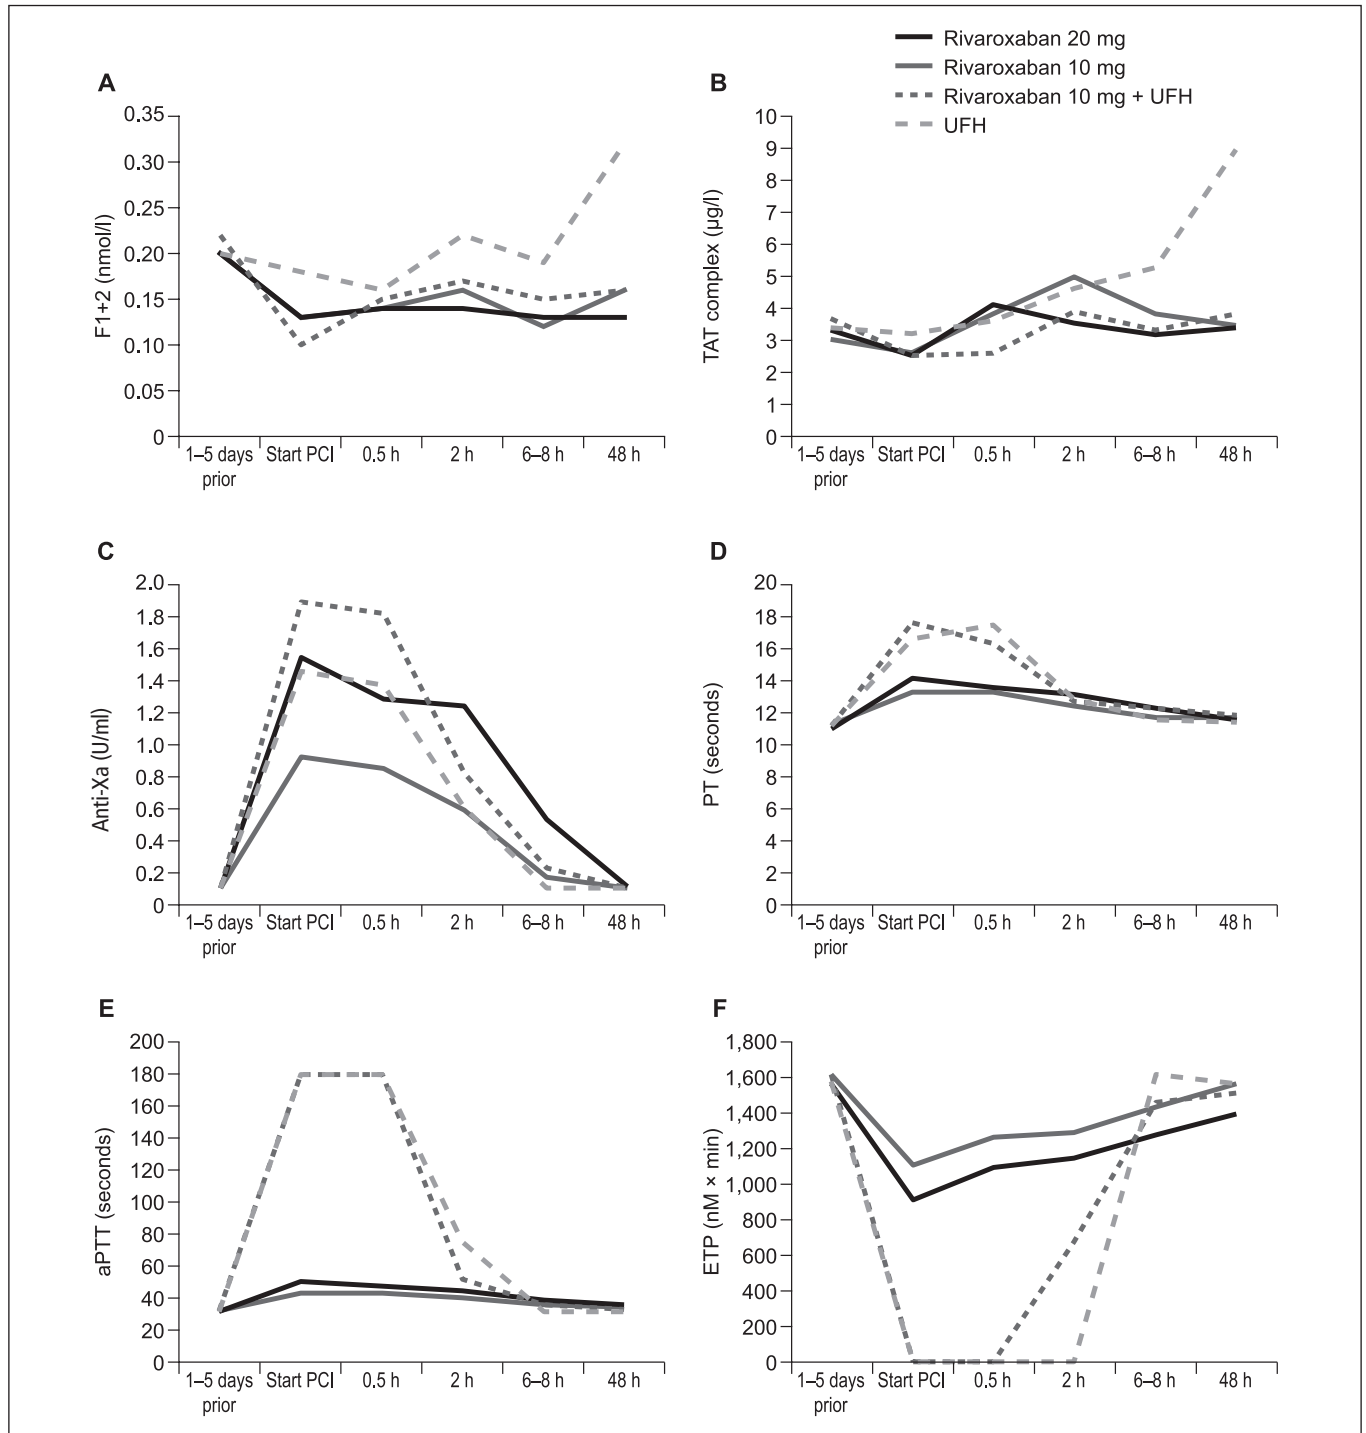 Rivaroxaban 20 mg
Rivaroxaban 10 mg
Rivaroxaban 10 mg + UFH
UFH
A
0.35
0.30
0.25
0.20
0.15
0.10
0.05
0
F1+2 (nmol/l)
1–5 days prior
Start PCI
0.5 h
2 h
6–8 h
48 h
B
10
9
8
7
6
5
4
3
2
1
0
TAT complex (µg/l)
1–5 days prior
Start PCI
0.5 h
2 h
6–8 h
48 h
C
2.0
1.8
1.6
1.4
1.2
1.0
0.8
0.6
0.4
0.2
0
Anti-Xa (U/ml)
1–5 days prior
Start PCI
0.5 h
2 h
6–8 h
48 h
D
20
18
16
14
12
10
8
6
4
2
0
PT (seconds)
1–5 days prior
Start PCI
0.5 h
2 h
6–8 h
48 h
E
200
180
160
140
120
100
80
60
40
20
0
aPTT (seconds)
1–5 days prior
Start PCI
0.5 h
2 h
6–8 h
48 h
F
1,800
1,600
1,400
1,200
1,000
800
600
400
200
0
ETP (nM × min)
1–5 days prior
Start PCI
0.5 h
2 h
6–8 h
48 h